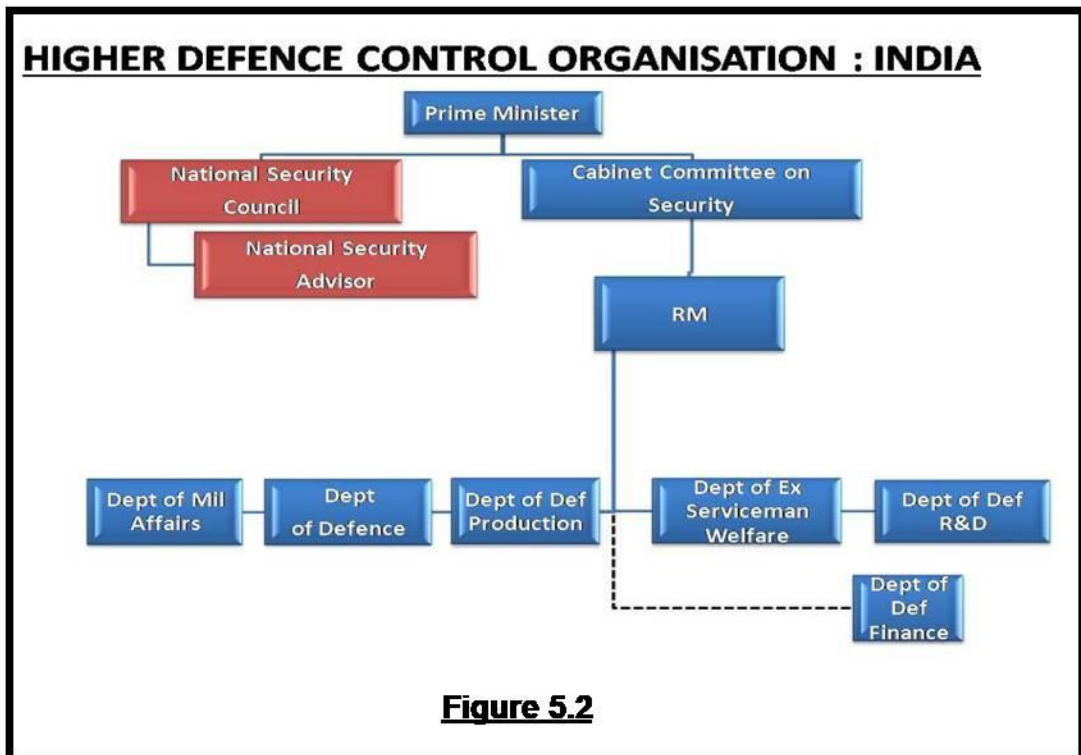 HIGHER DEFENCE CONTROL ORGANISATION : INDIA
Prime Minister
National Security
Council
Cabinet Committee on
Security
National Security
Advisor
RM
Dept of Mil
Affairs
Dept
of Defence
Dept of Def
Production
Dept of Ex
Serviceman
Welfare
Dept of Def
R&D
Dept of
Def
Finance
Figure 5.2